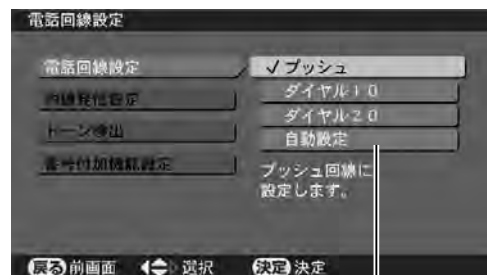 電話回線設定
電話回線設定
内線発信設定
トーン検出
番号付加機能設定
✓プッシュ
ダイヤル10
ダイヤル20
自動設定
プッシュ回線に
設定します。
戻る 前画面 選択 決定 決定